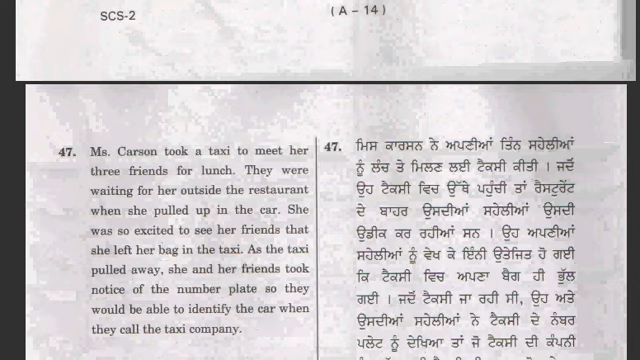 SCS-2
( A – 14 )
47. Ms. Carson took a taxi to meet her
three friends for lunch. They were
waiting for her outside the restaurant
when she pulled up in the car. She
was so excited to see her friends that
she left her bag in the taxi. As the taxi
pulled away, she and her friends took
notice of the number plate so they
would be able to identify the car when
they call the taxi company.
47. ਮਿਸ ਕਾਰਸਨ ਨੇ ਅਪਣੀਆਂ ਤਿੰਨ ਸਹੇਲੀਆਂ
ਨੂੰ ਲੰਚ ਤੇ ਮਿਲਣ ਲਈ ਟੈਕਸੀ ਕੀਤੀ । ਜਦੋਂ
ਉਹ ਟੈਕਸੀ ਵਿਚ ਉੱਥੇ ਪਹੁੰਚੀ ਤਾਂ ਰੈਸਟੂਰੈਂਟ
ਦੇ ਬਾਹਰ ਉਸਦੀਆਂ ਸਹੇਲੀਆਂ ਉਸਦੀ
ਉਡੀਕ ਕਰ ਰਹੀਆਂ ਸਨ । ਉਹ ਅਪਣੀਆਂ
ਸਹੇਲੀਆਂ ਨੂੰ ਵੇਖ ਕੇ ਇੰਨੀ ਉਤੇਜਿਤ ਹੋ ਗਈ
ਕਿ ਟੈਕਸੀ ਵਿਚ ਅਪਣਾ ਬੈਗ ਹੀ ਭੁੱਲ
ਗਈ । ਜਦੋਂ ਟੈਕਸੀ ਜਾ ਰਹੀ ਸੀ, ਉਹ ਅਤੇ
ਉਸਦੀਆਂ ਸਹੇਲੀਆਂ ਨੇ ਟੈਕਸੀ ਦੇ ਨੰਬਰ
ਪਲੇਟ ਨੂੰ ਦੇਖਿਆ ਤਾਂ ਜੋ ਟੈਕਸੀ ਦੀ ਕੰਪਨੀ